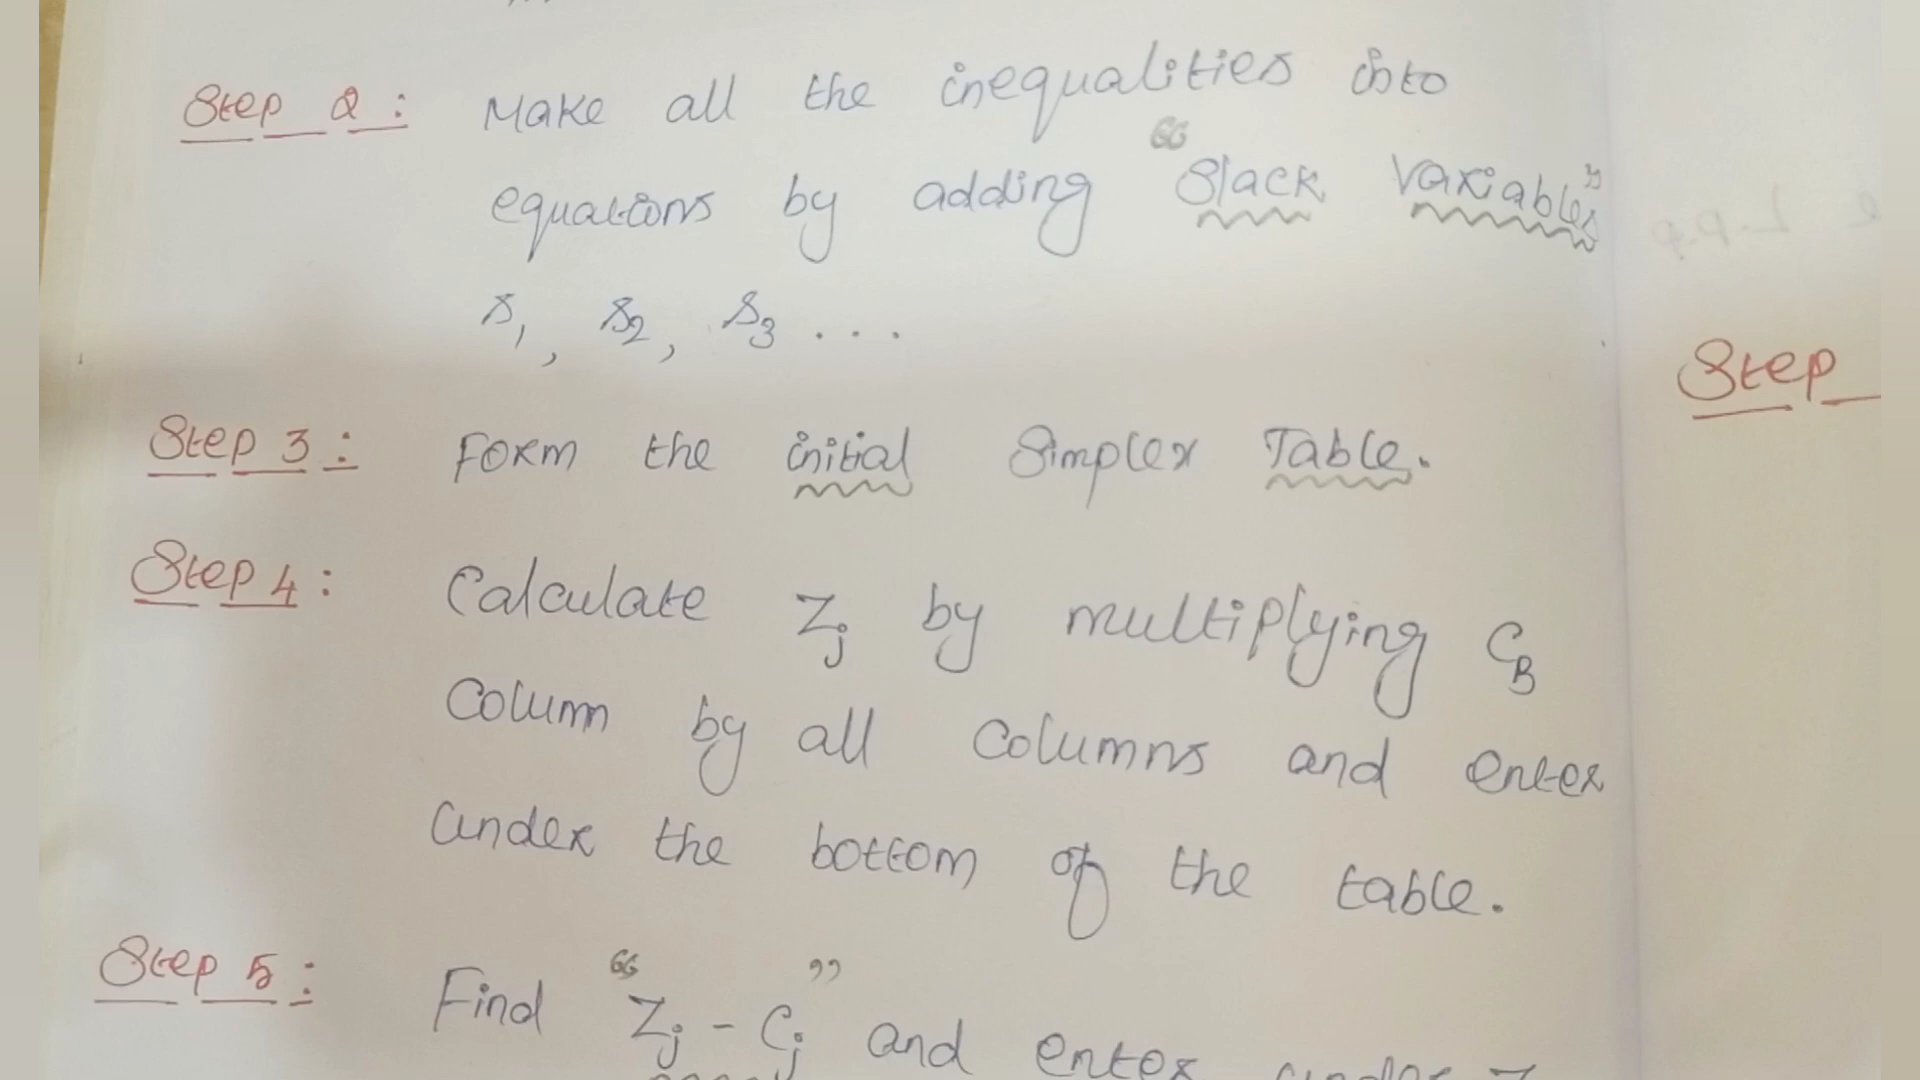 Step 2 : Make all the inequalities into
equations by adding "Slack Variables"
s1, s2, s3 ...
Step 3 : Form the initial Simplex Table.
Step 4 : Calculate Zj by multiplying CB
Column by all Columns and enter
under the bottom of the table.
Step 5 : Find "Zj - Cj" and enter under
Step